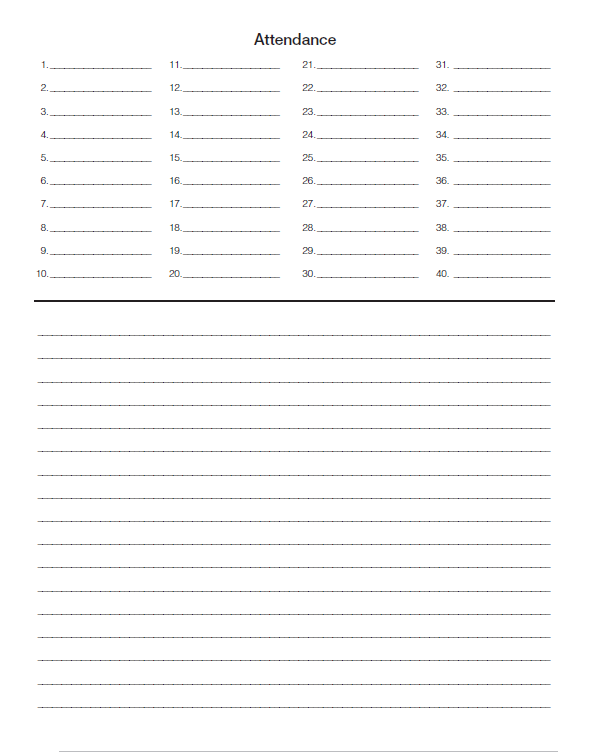 Attendance
1. 11. 21. 31.
2. 12. 22. 32.
3. 13. 23. 33.
4. 14. 24. 34.
5. 15. 25. 35.
6. 16. 26. 36.
7. 17. 27. 37.
8. 18. 28. 38.
9. 19. 29. 39.
10. 20. 30. 40.